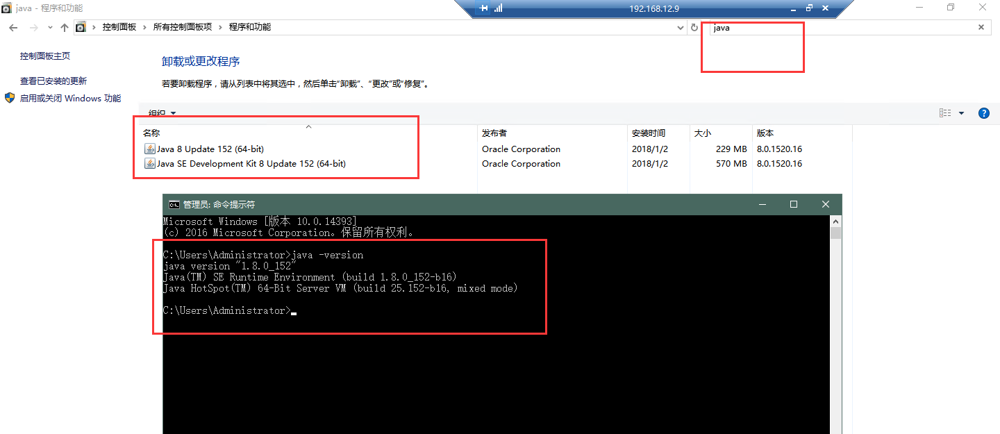 java - 程序和功能
192.168.12.9
控制面板 › 所有控制面板项 › 程序和功能
java
控制面板主页
查看已安装的更新
启用或关闭 Windows 功能
卸载或更改程序
若要卸载程序，请从列表中将其选中，然后单击“卸载”、“更改”或“修复”。
组织
名称 发布者 安装时间 大小 版本
Java 8 Update 152 (64-bit) Oracle Corporation 2018/1/2 229 MB 8.0.1520.16
Java SE Development Kit 8 Update 152 (64-bit) Oracle Corporation 2018/1/2 570 MB 8.0.1520.16
管理员: 命令提示符
Microsoft Windows [版本 10.0.14393]
(c) 2016 Microsoft Corporation。保留所有权利。
C:\Users\Administrator>java -version
java version "1.8.0_152"
Java(TM) SE Runtime Environment (build 1.8.0_152-b16)
Java HotSpot(TM) 64-Bit Server VM (build 25.152-b16, mixed mode)
C:\Users\Administrator>